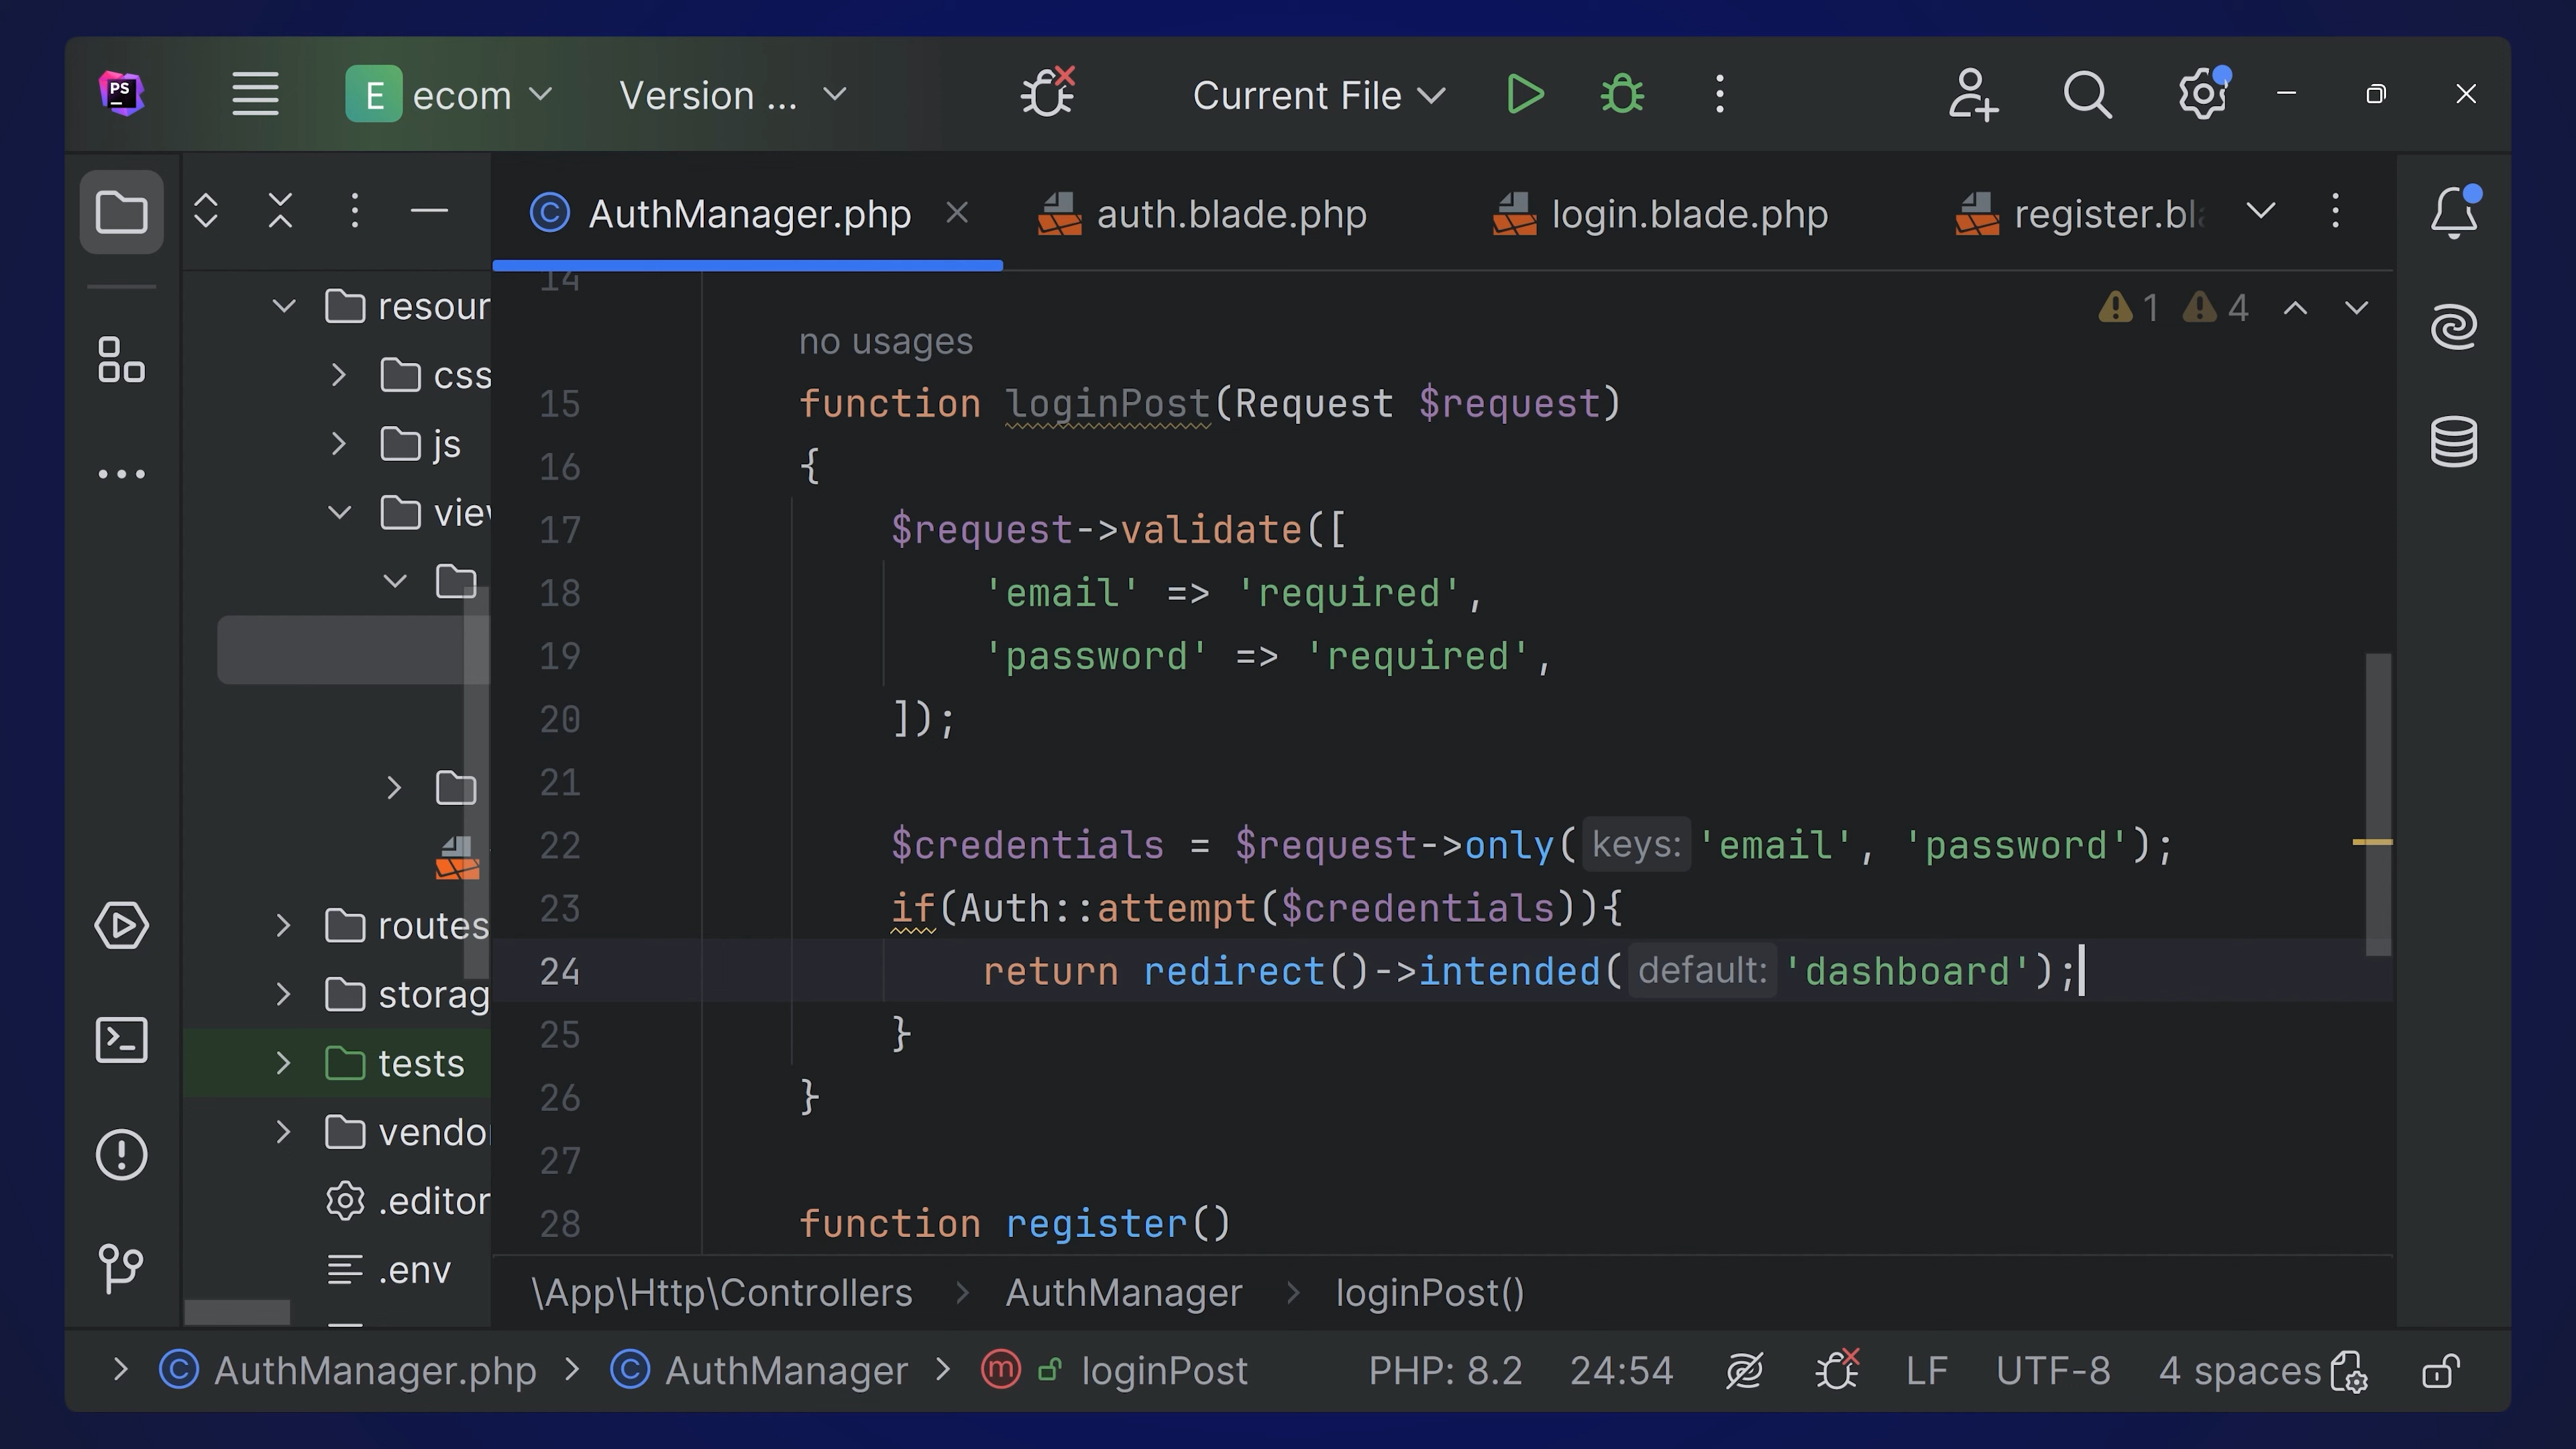 PS
E ecom Version ... Current File
AuthManager.php auth.blade.php login.blade.php register.bl
resour
css
js
view
routes
storag
tests
vendo
.editor
.env
14
1 4
no usages
15 function loginPost(Request $request)
16 {
17 $request->validate([
18 'email' => 'required',
19 'password' => 'required',
20 ]);
21
22 $credentials = $request->only( keys: 'email', 'password');
23 if(Auth::attempt($credentials)){
24 return redirect()->intended( default: 'dashboard');
25 }
26 }
27
28 function register()
\App\Http\Controllers > AuthManager > loginPost()
> C AuthManager.php > C AuthManager > m loginPost PHP: 8.2 24:54 LF UTF-8 4 spaces